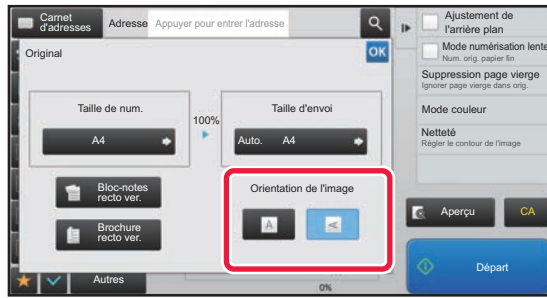 Carnet
d'adresses
Adresse
Appuyer pour entrer l'adresse
Original
OK
Taille de num.
A4
100%
Taille d'envoi
Auto. A4
Bloc-notes
recto ver.
Brochure
recto ver.
Orientation de l'image
A
A
Autres
0%
Ajustement de
l'arrière plan
Mode numérisation lente
Num. orig. papier fin
Suppression page vierge
Ignorer page vierge dans orig.
Mode couleur
Netteté
Régler le contour de l'image
Aperçu
CA
Départ